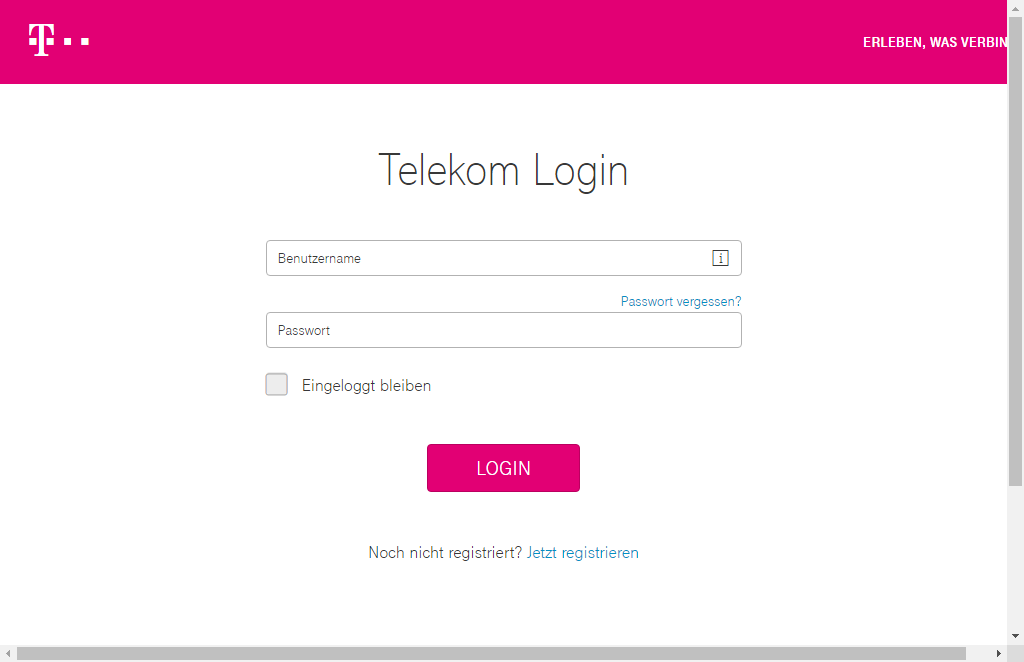 T
ERLEBEN, WAS VERBIN
Telekom Login
Benutzername
Passwort vergessen?
Passwort
Eingeloggt bleiben
LOGIN
Noch nicht registriert? Jetzt registrieren